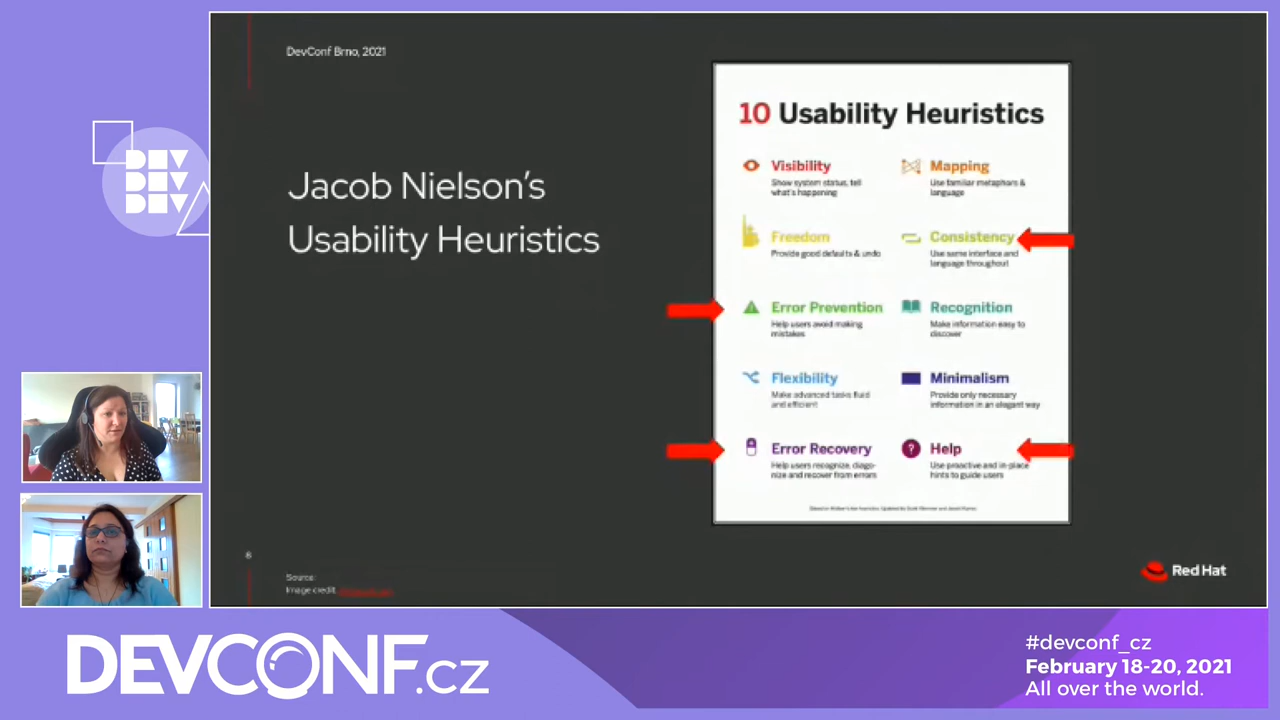 DevConf Brno, 2021
DEV
DEV
DEV
Jacob Nielson's
Usability Heuristics
10 Usability Heuristics
Visibility
Show system status, tell
what's happening
Mapping
Use familiar metaphors &
language
Freedom
Provide good defaults & undo
Consistency
Use same interface and
language throughout
Error Prevention
Help users avoid making
mistakes
Recognition
Make information easy to
discover
Flexibility
Make advanced tasks fluid
and efficient
Minimalism
Provide only necessary
information in an elegant way
Error Recovery
Help users recognize, diagno-
nize and recover from errors
?
Help
Use proactive and in-place
hints to guide users
Source:
Image credit:
Red Hat
DEVCONF.cz
#devconf_cz
February 18-20, 2021
All over the world.